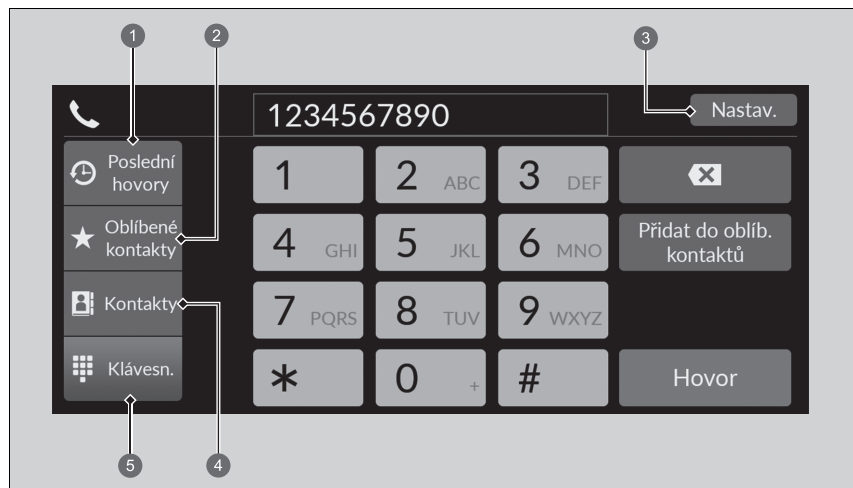 1
2
3
1234567890
Nastav.
Poslední
hovory
Oblíbené
kontakty
Kontakty
Klávesn.
1
2 ABC
3 DEF
4 GHI
5 JKL
6 MNO
7 PQRS
8 TUV
9 WXYZ
*
0 +
#
Přidat do oblíb.
kontaktů
Hovor
5
4